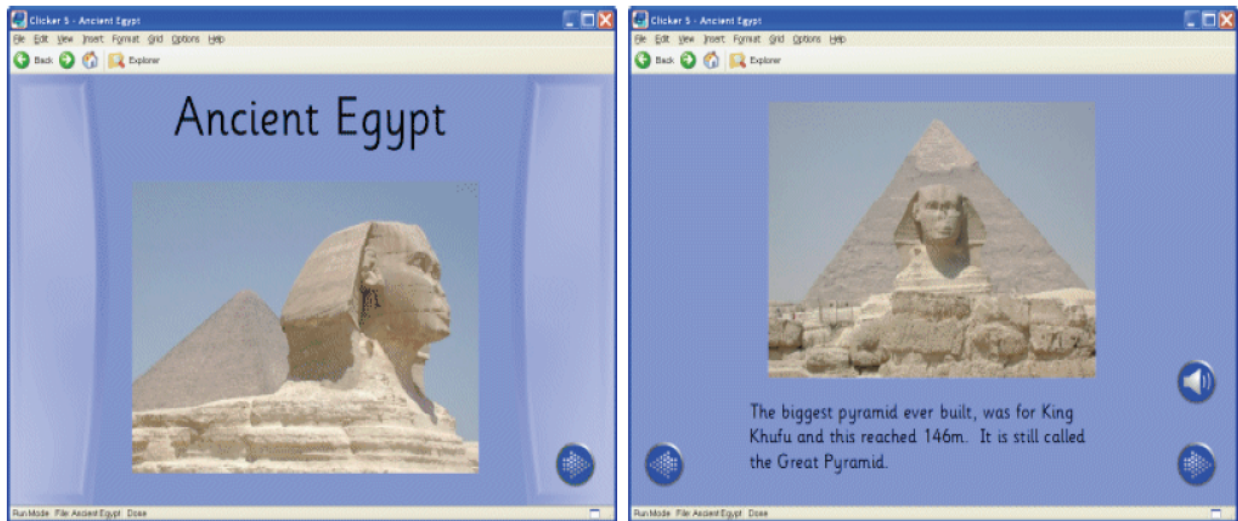 Clicker 5 - Ancient Egypt
File Edit View Insert Format Grid Options Help
Back Explorer
Ancient Egypt
Run Mode File: Ancient Egypt Done
Clicker 5 - Ancient Egypt
File Edit View Insert Format Grid Options Help
Back Explorer
The biggest pyramid ever built, was for King
Khufu and this reached 146m. It is still called
the Great Pyramid.
Run Mode File: Ancient Egypt Done